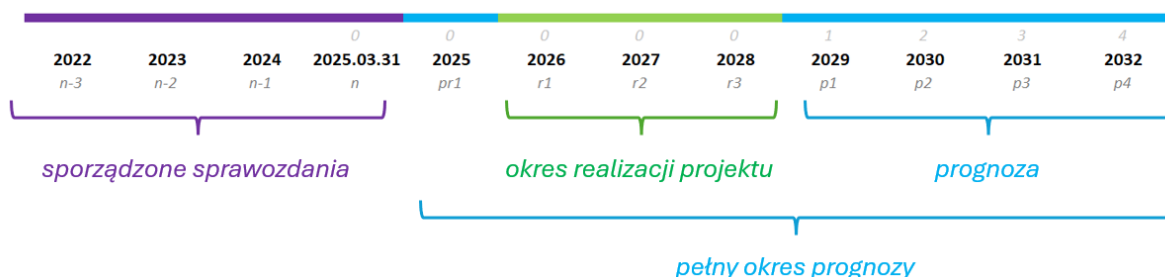 0 0 0 0 0 1 2 3 4
2022 2023 2024 2025.03.31 2025 2026 2027 2028 2029 2030 2031 2032
n-3 n-2 n-1 n pr1 r1 r2 r3 p1 p2 p3 p4
sporządzone sprawozdania okres realizacji projektu prognoza
pełny okres prognozy